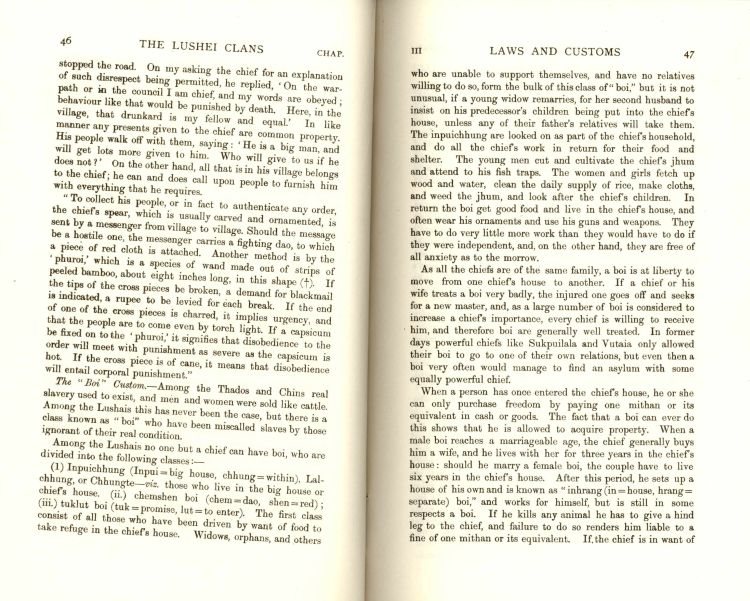 46 THE LUSHEI CLANS CHAP.
stopped the road. On my asking the chief for an explanation
of such disrespect being permitted, he replied, ' On the war-
path or in the council I am chief, and my words are obeyed ;
behaviour like that would be punished by death. Here, in the
village, that drunkard is my fellow and equal.' In like
manner any presents given to the chief are common property.
His people walk off with them, saying : ' He is a big man, and
will get lots more given to him. Who will give to us if he
does not ?' On the other hand, all that is in his village belongs
to the chief ; he can and does call upon people to furnish him
with everything that he requires.
" To collect his people, or in fact to authenticate any order,
the chief's spear, which is usually carved and ornamented, is
sent by a messenger from village to village. Should the message
be a hostile one, the messenger carries a fighting dao, to which
a piece of red cloth is attached. Another method is by the
' phuroi,' which is a species of wand made out of strips of
peeled bamboo, about eight inches long, in this shape (†). If
the tips of the cross pieces be broken, a demand for blackmail
is indicated, a rupee to be levied for each break. If the end
of one of the cross pieces is charred, it implies urgency, and
that the people are to come even by torch light. If a capsicum
be fixed on to the ' phuroi,' it signifies that disobedience to the
order will meet with punishment as severe as the capsicum is
hot. If the cross piece is of cane, it means that disobedience
will entail corporal punishment."
The "Boi" Custom.—Among the Thados and Chins real
slavery used to exist, and men and women were sold like cattle.
Among the Lushais this has never been the case, but there is a
class known as " boi " who have been miscalled slaves by those
ignorant of their real condition.
Among the Lushais no one but a chief can have boi, who are
divided into the following classes :—
(1) Inpuichhung (Inpui = big house, chhung = within). Lal-
chhung, or Chhungte—viz. those who live in the big house or
chief's house. (ii.) chemshen boi (chem = dao, shen = red) ;
(iii.) tuklut boi (tuk = promise, lut = to enter). The first class
consist of all those who have been driven by want of food to
take refuge in the chief's house. Widows, orphans, and others
III LAWS AND CUSTOMS 47
who are unable to support themselves, and have no relatives
willing to do so, form the bulk of this class of " boi," but it is not
unusual, if a young widow remarries, for her second husband to
insist on his predecessor's children being put into the chief's
house, unless any of their father's relatives will take them.
The inpuichhung are looked on as part of the chief's household,
and do all the chief's work in return for their food and
shelter. The young men cut and cultivate the chief's jhum
and attend to his fish traps. The women and girls fetch up
wood and water, clean the daily supply of rice, make cloths,
and weed the jhum, and look after the chief's children. In
return the boi get good food and live in the chief's house, and
often wear his ornaments and use his guns and weapons. They
have to do very little more work than they would have to do if
they were independent, and, on the other hand, they are free of
all anxiety as to the morrow.
As all the chiefs are of the same family, a boi is at liberty to
move from one chief's house to another. If a chief or his
wife treats a boi very badly, the injured one goes off and seeks
for a new master, and, as a large number of boi is considered to
increase a chief's importance, every chief is willing to receive
him, and therefore boi are generally well treated. In former
days powerful chiefs like Sukpuilala and Vutaia only allowed
their boi to go to one of their own relations, but even then a
boi very often would manage to find an asylum with some
equally powerful chief.
When a person has once entered the chief's house, he or she
can only purchase freedom by paying one mithan or its
equivalent in cash or goods. The fact that a boi can ever do
this shows that he is allowed to acquire property. When a
male boi reaches a marriageable age, the chief generally buys
him a wife, and he lives with her for three years in the chief's
house : should he marry a female boi, the couple have to live
six years in the chief's house. After this period, he sets up a
house of his own and is known as " inhrang (in = house, hrang =
separate) boi," and works for himself, but is still in some
respects a boi. If he kills any animal he has to give a hind
leg to the chief, and failure to do so renders him liable to a
fine of one mithan or its equivalent. If the chief is in want of